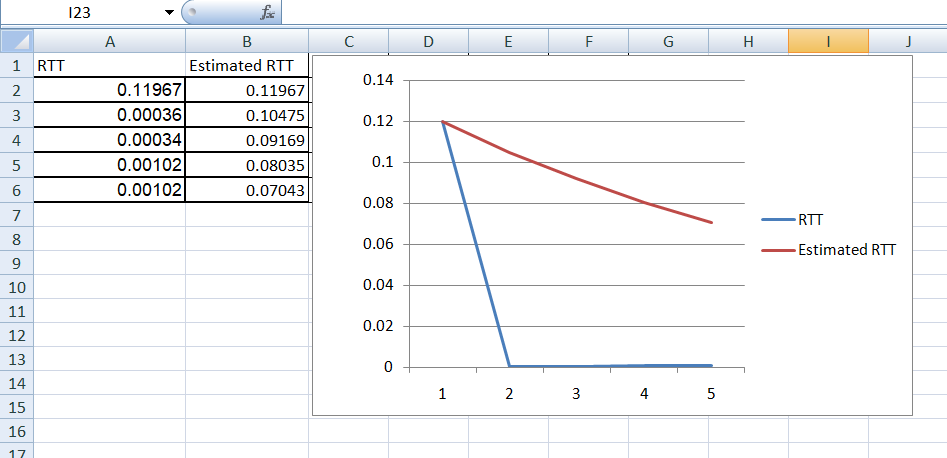 I23 fx
A B C D E F G H I J
1 RTT Estimated RTT
2 0.11967 0.11967
3 0.00036 0.10475
4 0.00034 0.09169
5 0.00102 0.08035
6 0.00102 0.07043
7
8
9
10
11
12
13
14
15
16
17
0.14
0.12
0.1
0.08
0.06
0.04
0.02
0
1 2 3 4 5
RTT
Estimated RTT